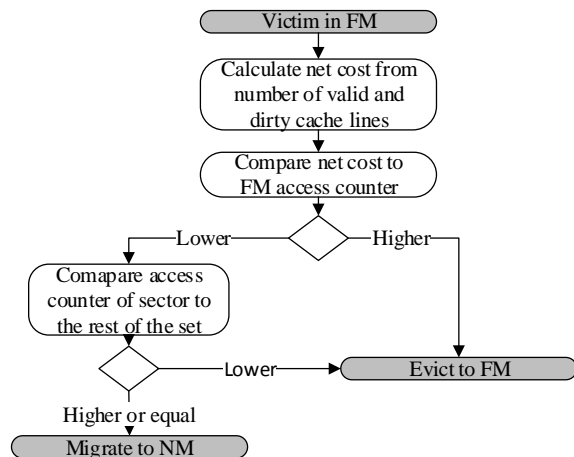 Victim in FM
Calculate net cost from
number of valid and
dirty cache lines
Compare net cost to
FM access counter
Lower
Higher
Comapare access
counter of sector to
the rest of the set
Lower
Evict to FM
Higher or equal
Migrate to NM